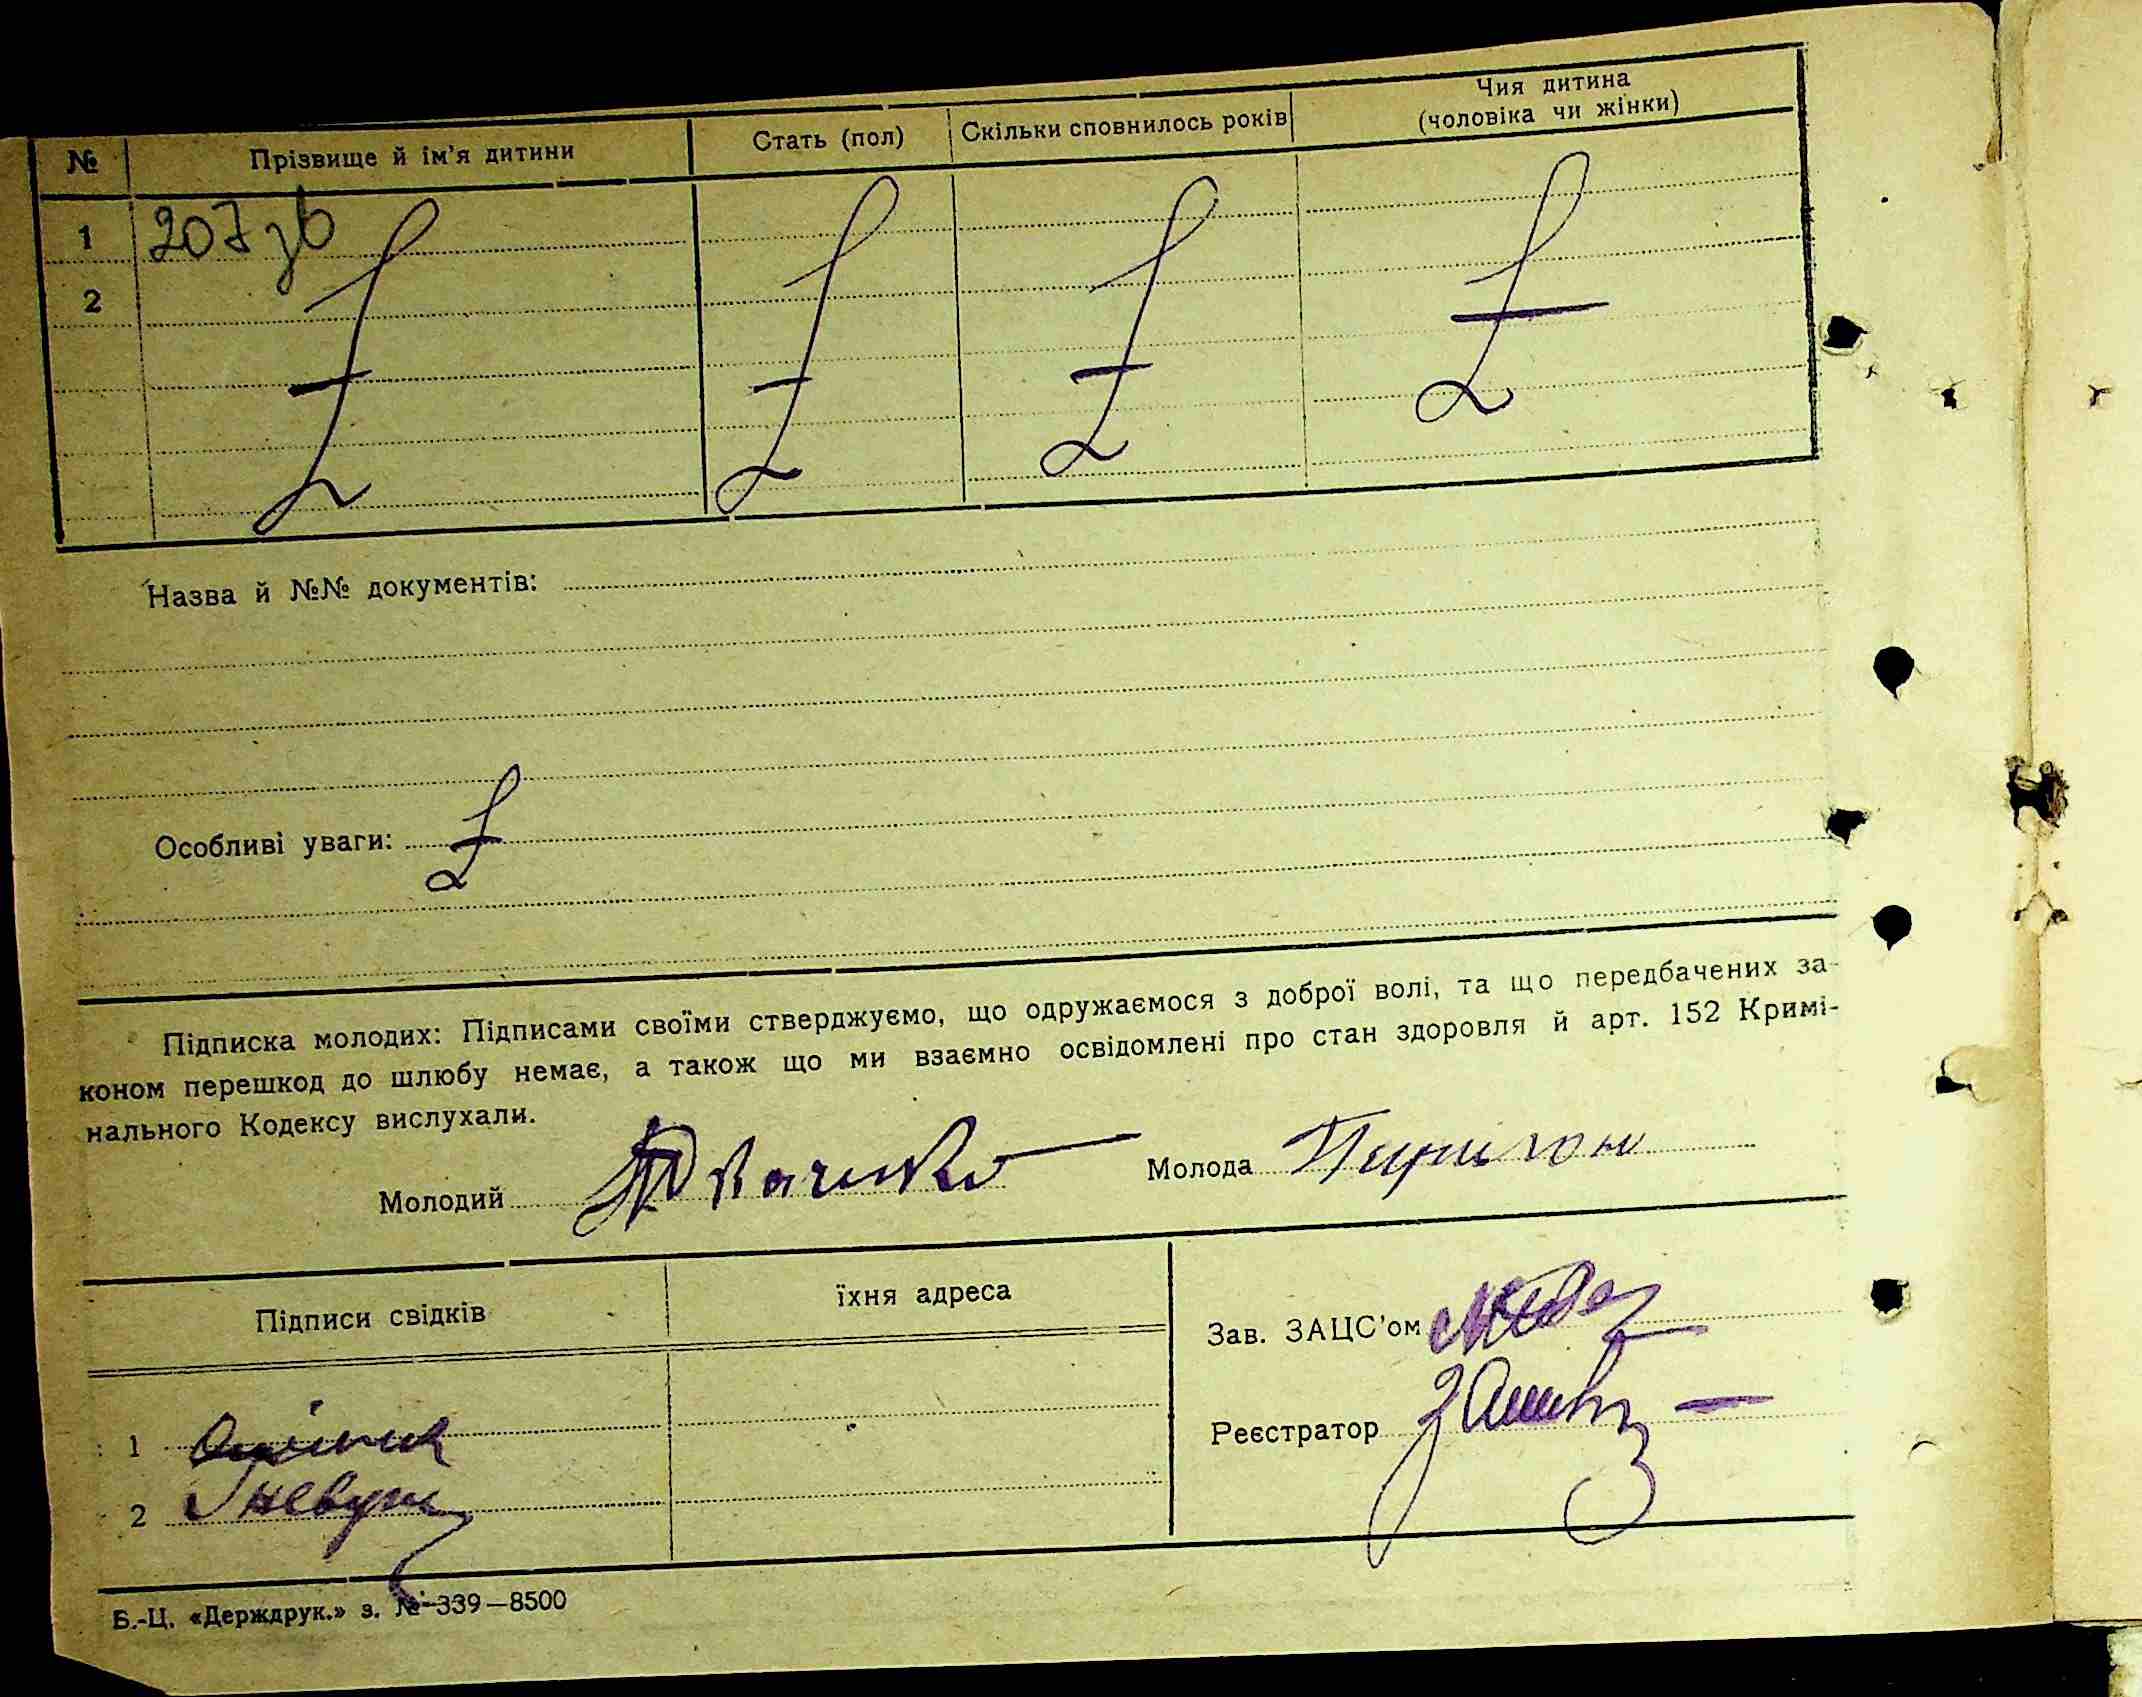 № Прізвище й ім'я дитини Стать (пол) Скільки сповнилось років Чия дитина
(чоловіка чи жінки)
1 207 зв
2
Назва й №№ документів:
Особливі уваги:
Підписка молодих: Підписами своїми стверджуємо, що одружаємося з доброї волі, та що передбачених за-
коном перешкод до шлюбу немає, а також що ми взаємно освідомлені про стан здоровля й арт. 152 Кримі-
нального Кодексу вислухали.
Молодий Молода
Підписи свідків їхня адреса
Зав. ЗАЦС'ом
1 Реєстратор
2
Б.-Ц. «Держдрук.» з. № 339—8500